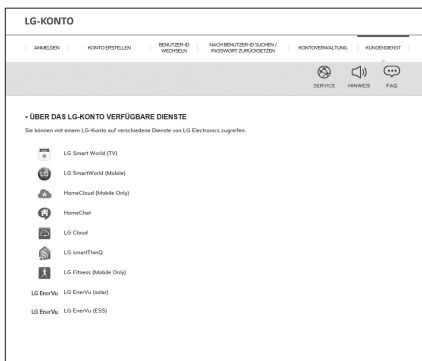 LG-KONTO
ANMELDEN
KONTO ERSTELLEN
BENUTZER-ID
WECHSELN
NACH BENUTZER-ID SUCHEN /
PASSWORT ZURÜCKSETZEN
KONTOVERWALTUNG
KUNDENDIENST
SERVICE
HINWEIS
FAQ
ÜBER DAS LG-KONTO VERFÜGBARE DIENSTE
Sie können mit einem LG-Konto auf verschiedene Dienste von LG Electronics zugreifen.
LG Smart World (TV)
LG LG SmartWorld (Mobile)
HomeCloud (Mobile Only)
HomeChat
LG Cloud
LG smartThinQ
LG Fitness (Mobile Only)
LG EnerVu LG EnerVu (solar)
LG EnerVu LG EnerVu (ESS)